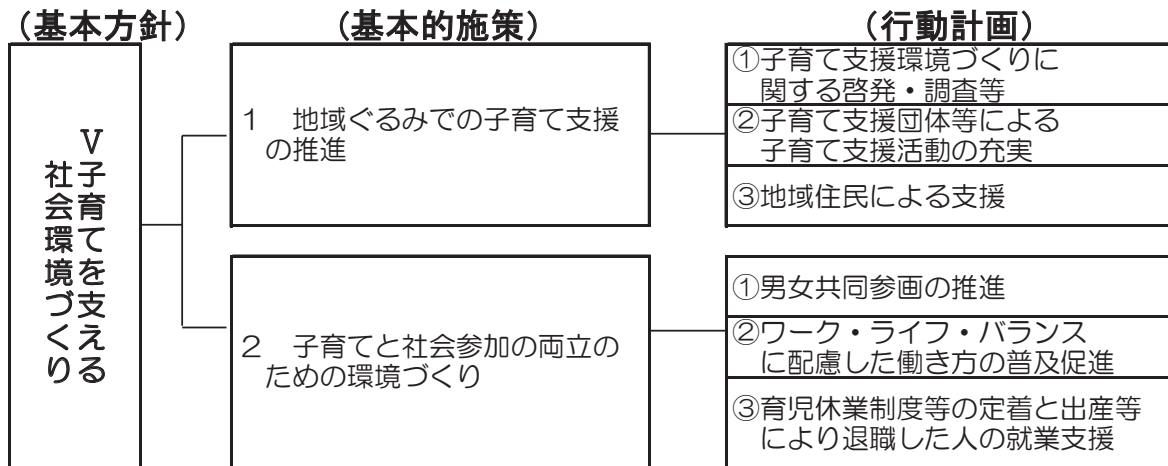 （基本方針）
（基本的施策）
（行動計画）
Ⅴ子育てを支える
社会環境づくり
１　地域ぐるみでの子育て支援
の推進
①子育て支援環境づくりに
関する啓発・調査等
②子育て支援団体等による
子育て支援活動の充実
③地域住民による支援
２　子育てと社会参加の両立の
ための環境づくり
①男女共同参画の推進
②ワーク・ライフ・バランス
に配慮した働き方の普及促進
③育児休業制度等の定着と出産等
により退職した人の就業支援